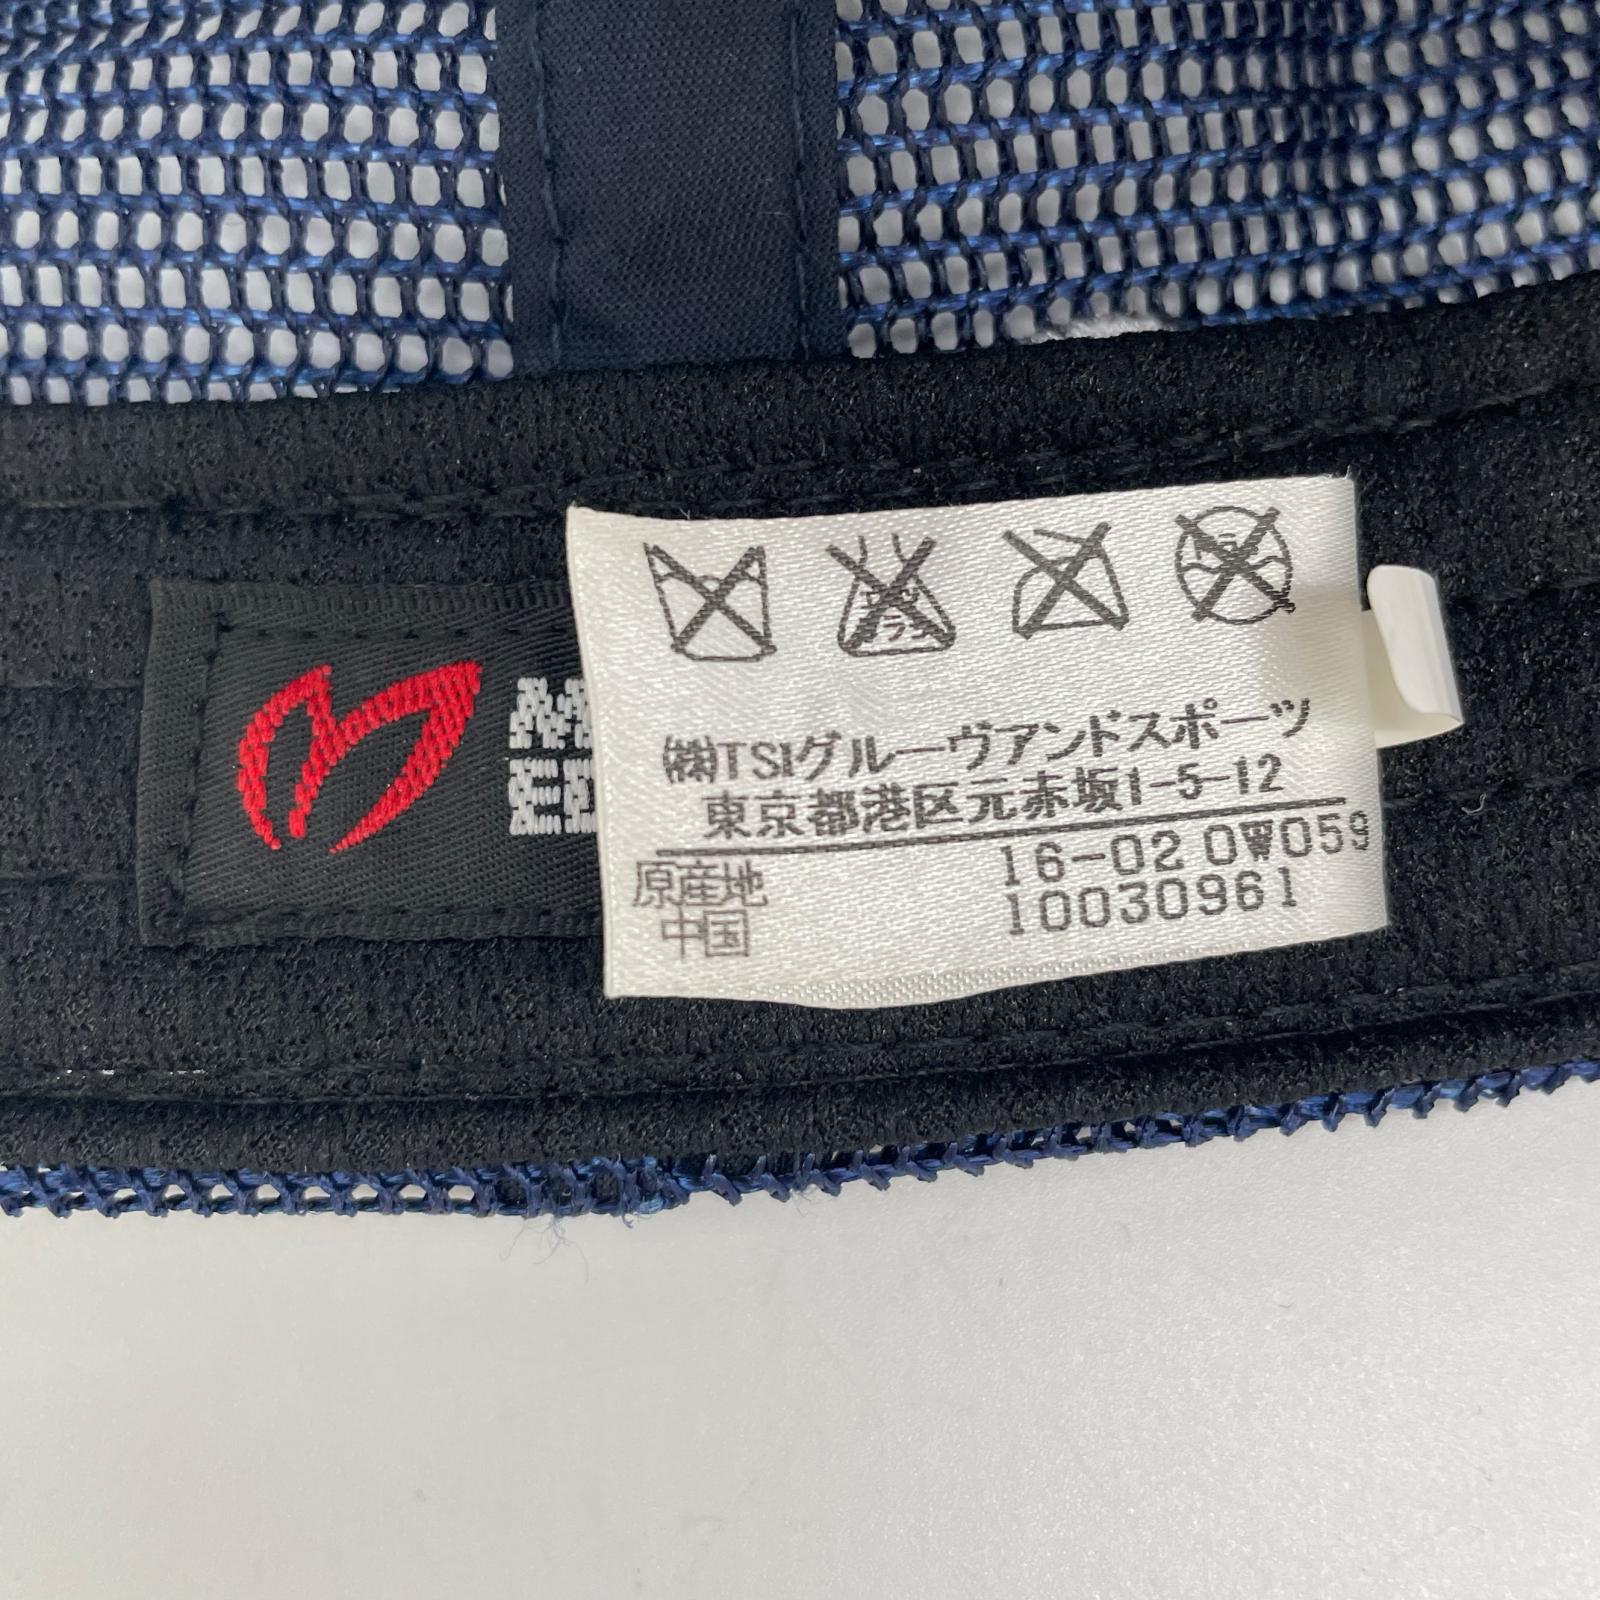 ㈱TSIグルーヴアンドスポーツ
東京都港区元赤坂1-5-12
16-02 0W059
原産地
10030961
中国